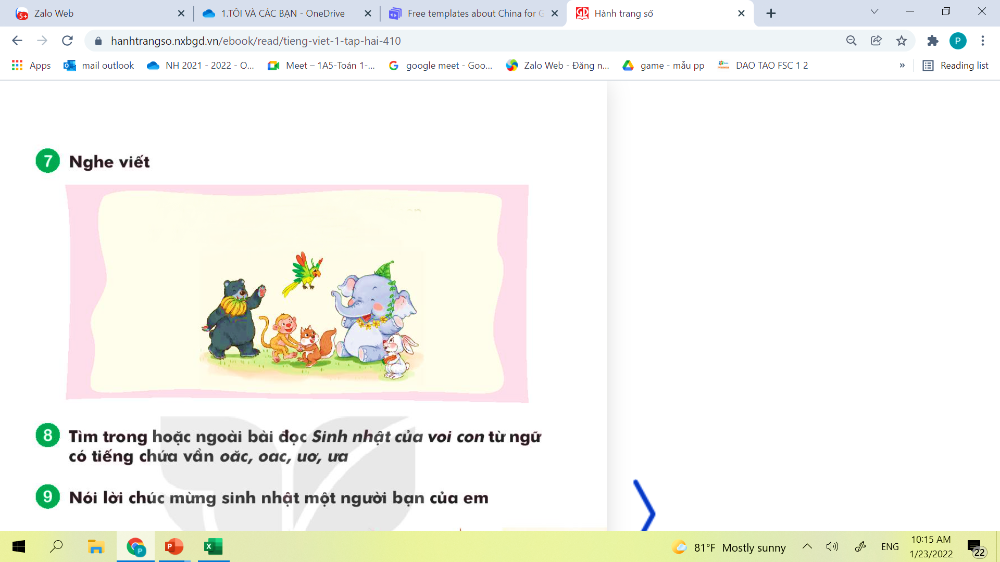 5+ Zalo Web
1.TÔI VÀ CÁC BẠN - OneDrive
Free templates about China for G
GD Hành trang số
hanhtrangso.nxbgd.vn/ebook/read/tieng-viet-1-tap-hai-410
P
Apps
mail outlook
NH 2021 - 2022 - O...
Meet – 1A5-Toán 1-...
google meet - Goo...
Zalo Web - Đăng n...
game - mẫu pp
DAO TAO FSC 1 2
»
Reading list
7 Nghe viết
8 Tìm trong hoặc ngoài bài đọc Sinh nhật của voi con từ ngữ
có tiếng chứa vần oăc, oac, uơ, ưa
9 Nói lời chúc mừng sinh nhật một người bạn của em
81°F Mostly sunny
ENG
10:15 AM
1/23/2022
22